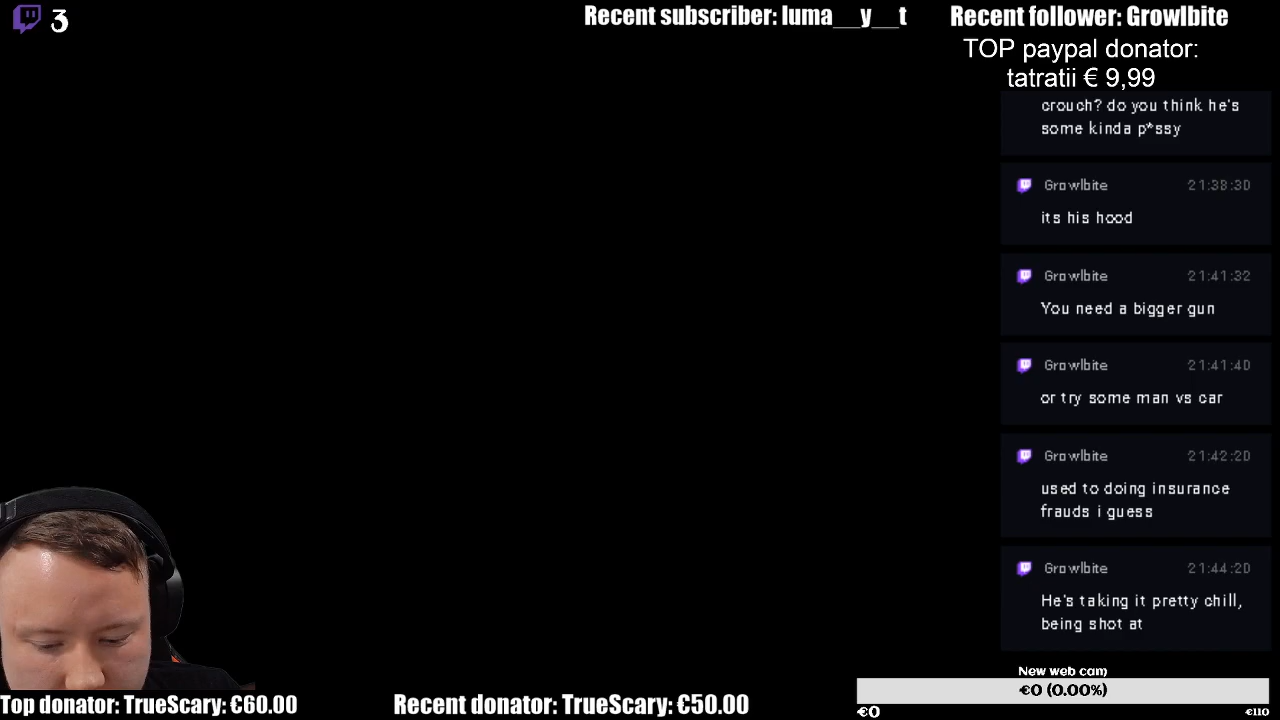 3
Recent subscriber: luma__y__t
Recent follower: Growlbite
TOP paypal donator:
tatratii € 9,99
crouch? do you think he's
some kinda p*ssy
Growlbite 21:38:30
its his hood
Growlbite 21:41:32
You need a bigger gun
Growlbite 21:41:40
or try some man vs car
Growlbite 21:42:20
used to doing insurance
frauds i guess
Growlbite 21:44:20
He's taking it pretty chill,
being shot at
New web cam
€0 (0.00%)
€0 €110
Top donator: TrueScary: €60.00
Recent donator: TrueScary: €50.00